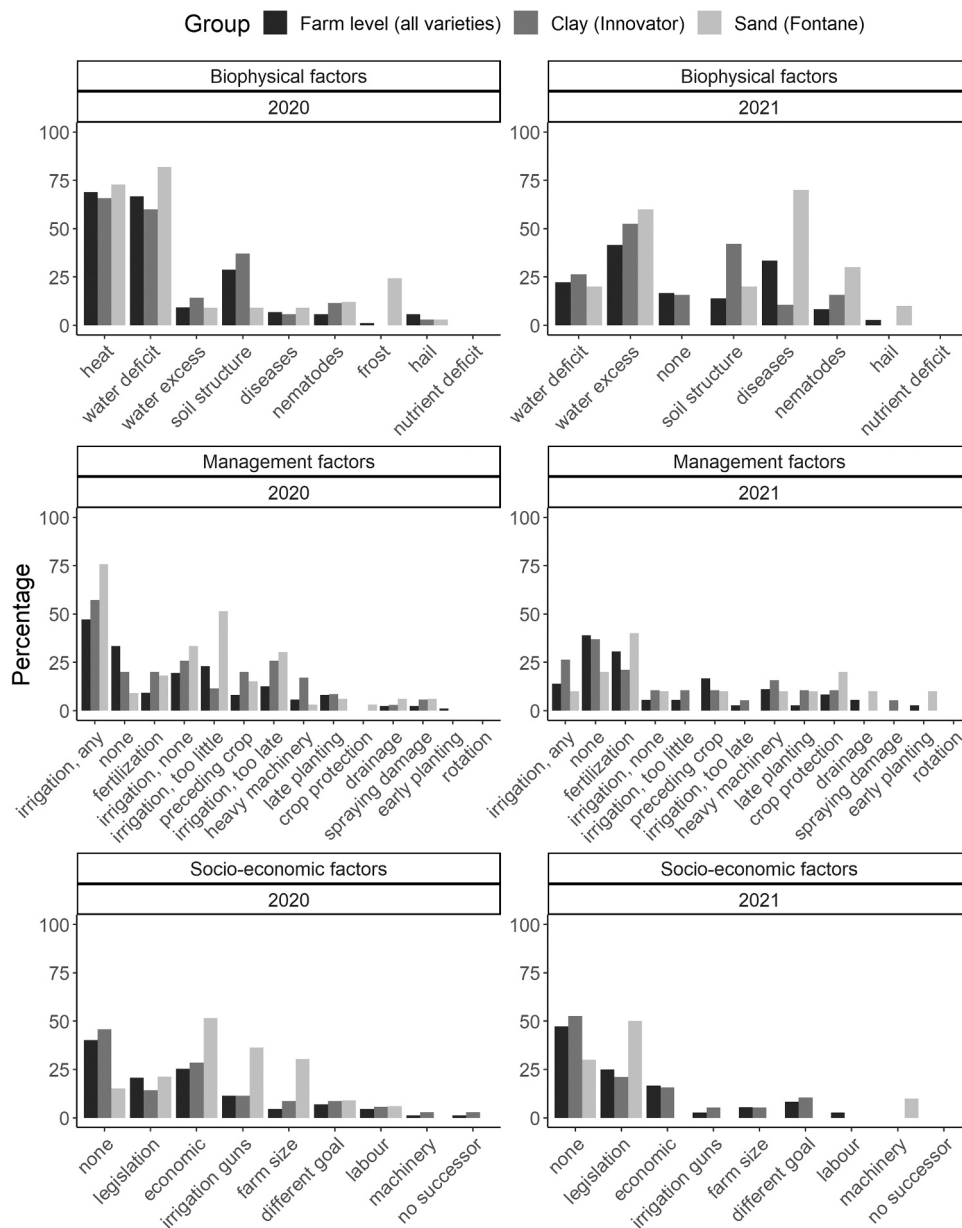 Group Farm level (all varieties) Clay (Innovator) Sand (Fontane)
Biophysical factors
2020
100
75
50
25
0
heat
water deficit
water excess
soil structure
diseases
nematodes
frost
hail
nutrient deficit
Biophysical factors
2021
100
75
50
25
0
water deficit
water excess
none
soil structure
diseases
nematodes
hail
nutrient deficit
Percentage
Management factors
2020
100
75
50
25
0
irrigation, any
none
fertilization
irrigation, none
irrigation, too little
preceding crop
irrigation, too late
heavy machinery
late planting
crop protection
drainage
spraying damage
early planting
rotation
Management factors
2021
100
75
50
25
0
irrigation, any
none
fertilization
irrigation, none
irrigation, too little
preceding crop
irrigation, too late
heavy machinery
late planting
crop protection
drainage
spraying damage
early planting
rotation
Socio-economic factors
2020
100
75
50
25
0
none
legislation
economic
irrigation guns
farm size
different goal
labour
machinery
no successor
Socio-economic factors
2021
100
75
50
25
0
none
legislation
economic
irrigation guns
farm size
different goal
labour
machinery
no successor